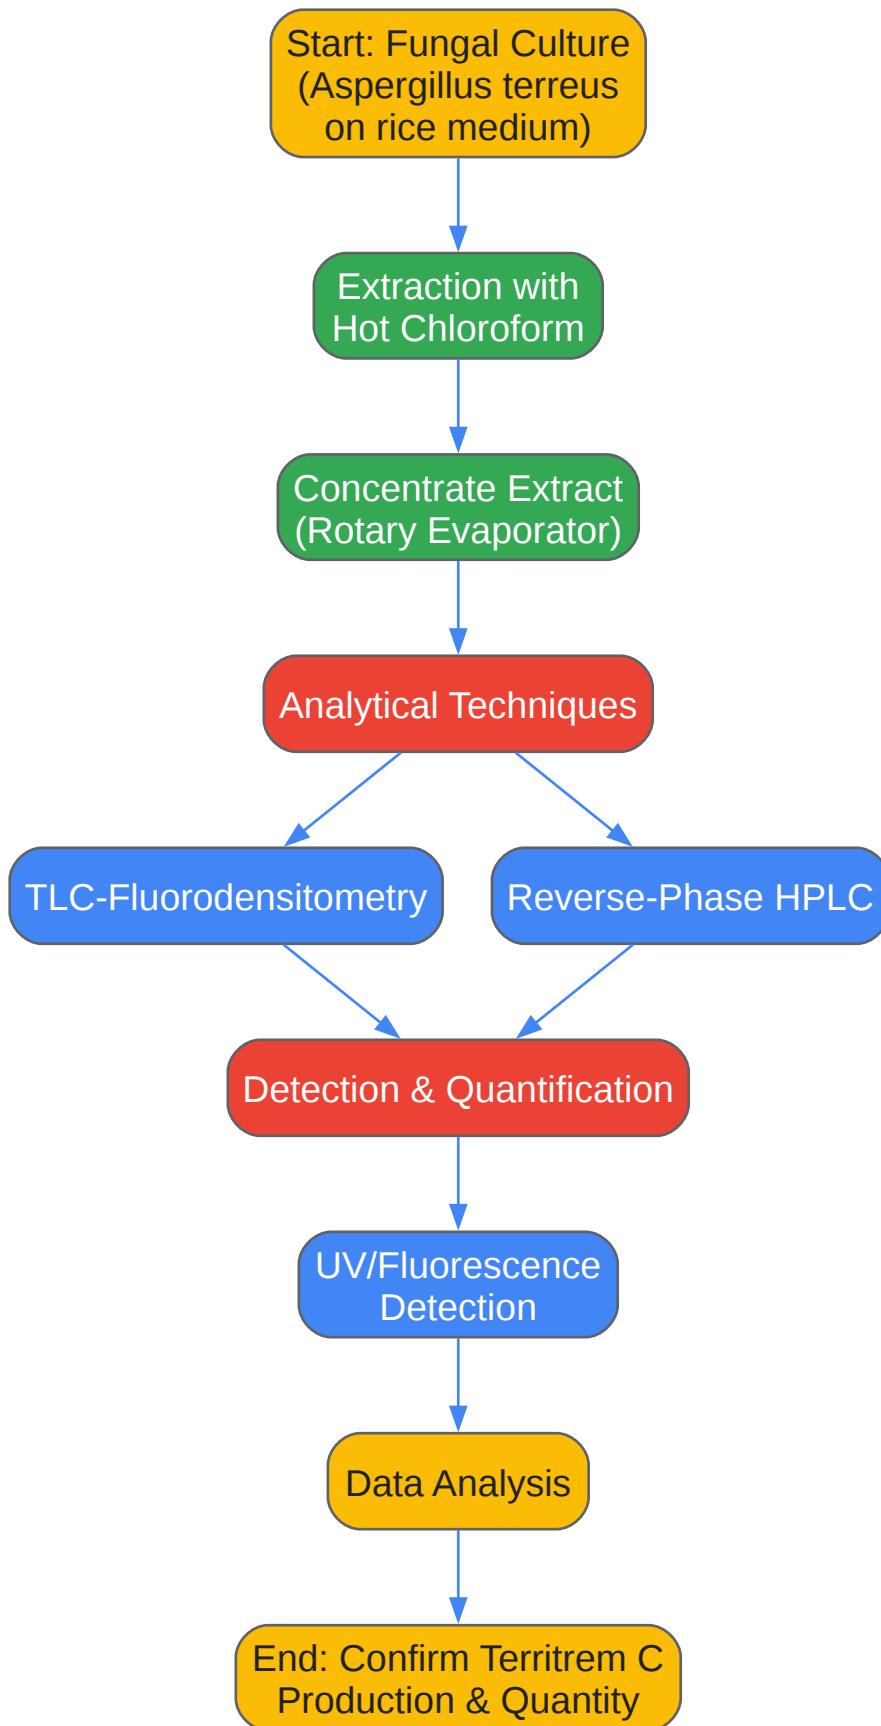 Start: Fungal Culture
(Aspergillus terreus
on rice medium)
Extraction with
Hot Chloroform
Concentrate Extract
(Rotary Evaporator)
Analytical Techniques
TLC-Fluorodensitometry
Reverse-Phase HPLC
Detection & Quantification
UV/Fluorescence
Detection
Data Analysis
End: Confirm Territrem C
Production & Quantity